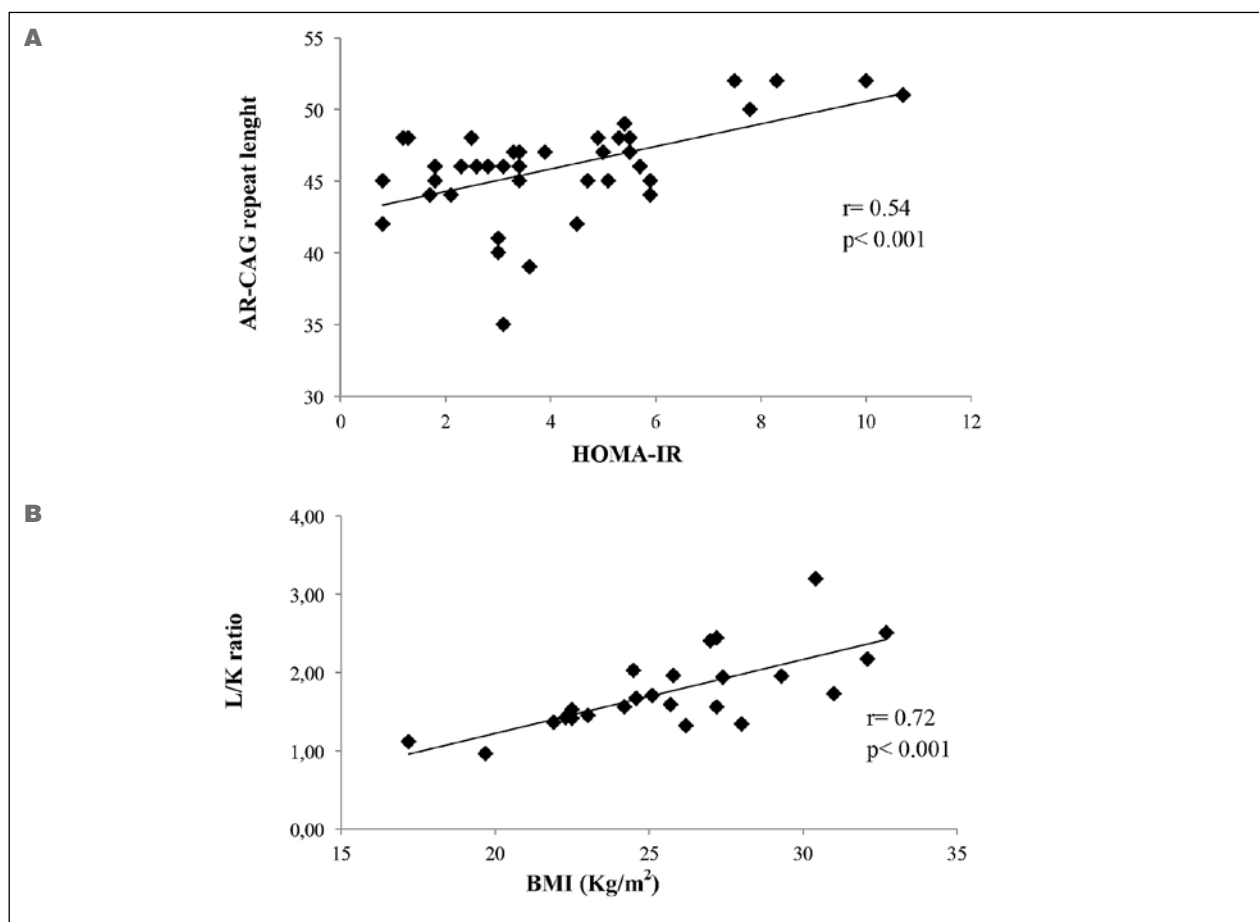 A
55
50
45
40
35
30
AR-CAG repeat lenght
0 2 4 6 8 10 12
HOMA-IR
r= 0.54
p< 0.001
B
4,00
3,00
2,00
1,00
0,00
L/K ratio
15 20 25 30 35
BMI (Kg/m²)
r= 0.72
p< 0.001